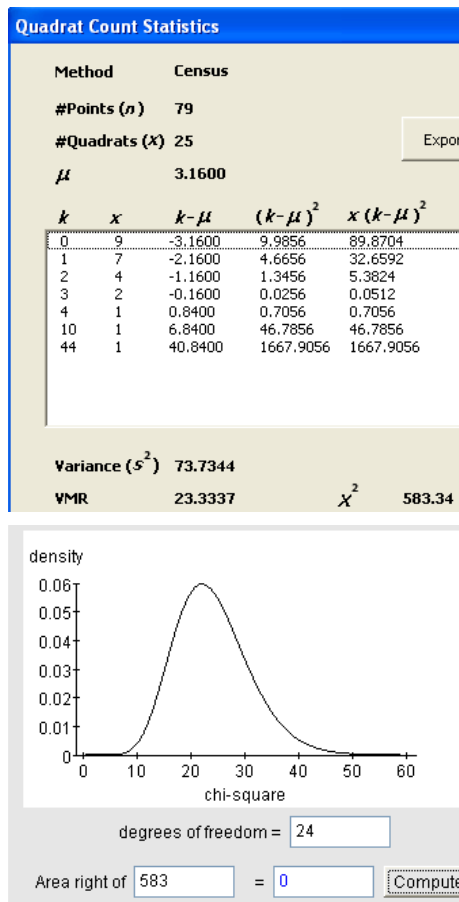 Quadrat Count Statistics
Method Census
#Points (n) 79
#Quadrats (x) 25
Expor
μ 3.1600
k x k-μ (k-μ)² x (k-μ)²
0 9 -3.1600 9.9856 89.8704
1 7 -2.1600 4.6656 32.6592
2 4 -1.1600 1.3456 5.3824
3 2 -0.1600 0.0256 0.0512
4 1 0.8400 0.7056 0.7056
10 1 6.8400 46.7856 46.7856
44 1 40.8400 1667.9056 1667.9056
Variance (s²) 73.7344
VMR 23.3337 x² 583.34
density
0.06
0.05
0.04
0.03
0.02
0.01
0
0 10 20 30 40 50 60
chi-square
degrees of freedom = 24
Area right of 583 = 0 Compute